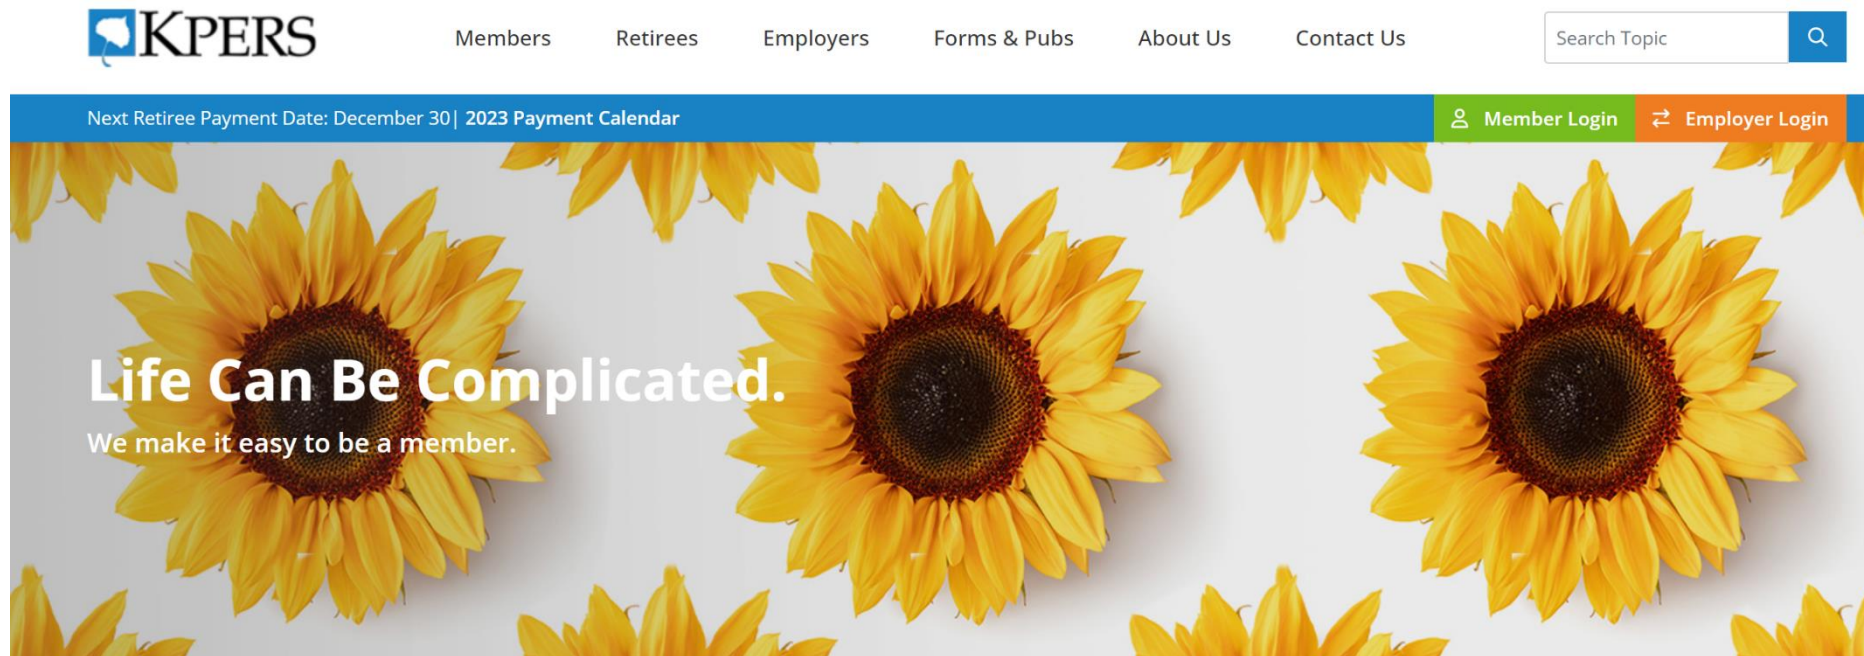 KPERS
Members Retirees Employers Forms & Pubs About Us Contact Us Search Topic
Next Retiree Payment Date: December 30| 2023 Payment Calendar Member Login Employer Login
Life Can Be Complicated.
We make it easy to be a member.